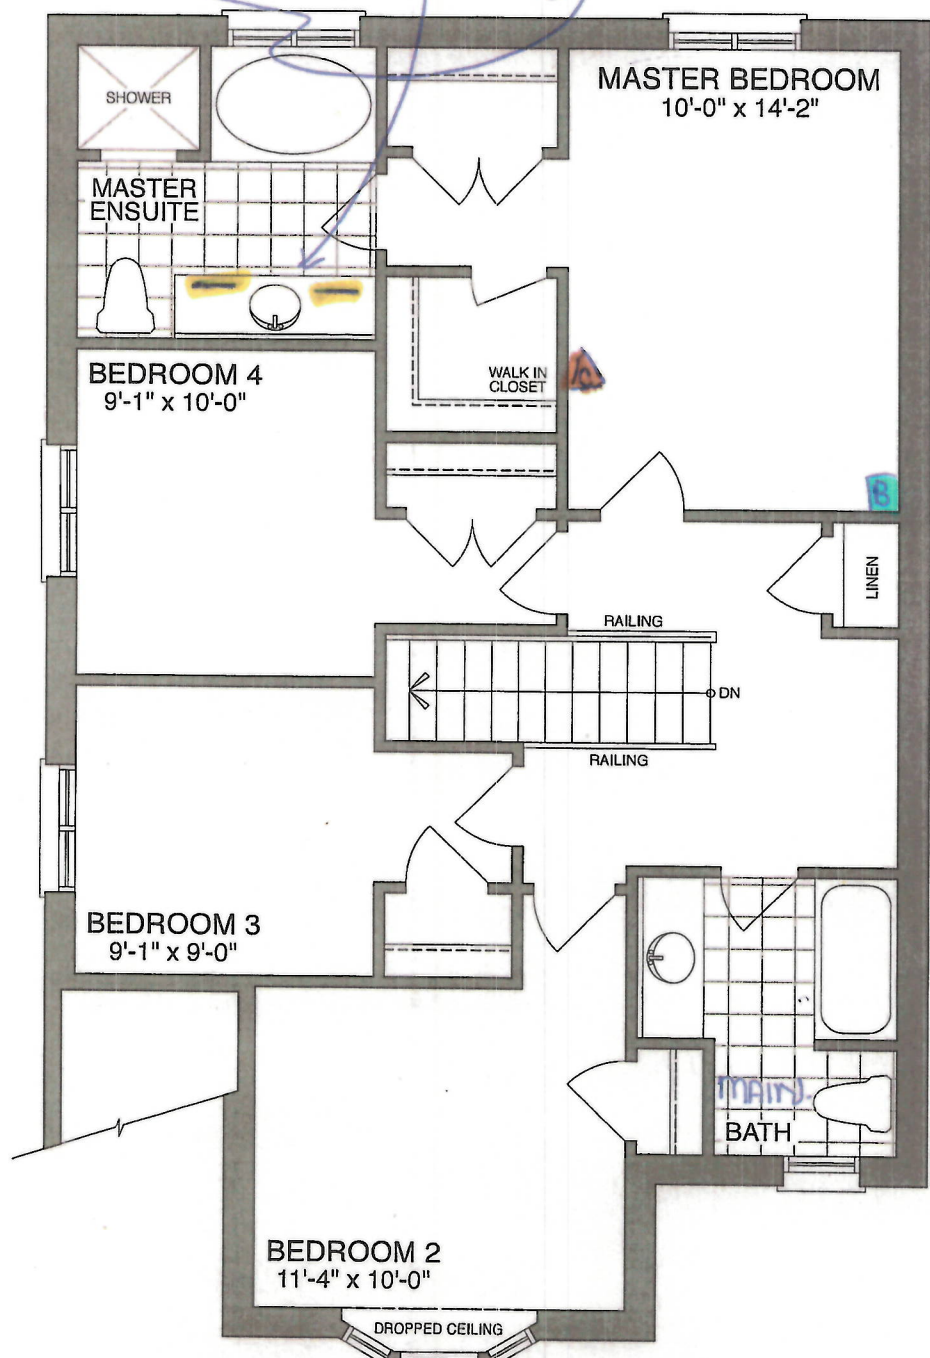 SHOWER
MASTER BEDROOM
10'-0" x 14'-2"
MASTER
ENSUITE
WALK IN
CLOSET
BEDROOM 4
9'-1" x 10'-0"
B
LINEN
RAILING
DN
RAILING
BEDROOM 3
9'-1" x 9'-0"
MAIN
BATH
BEDROOM 2
11'-4" x 10'-0"
DROPPED CEILING